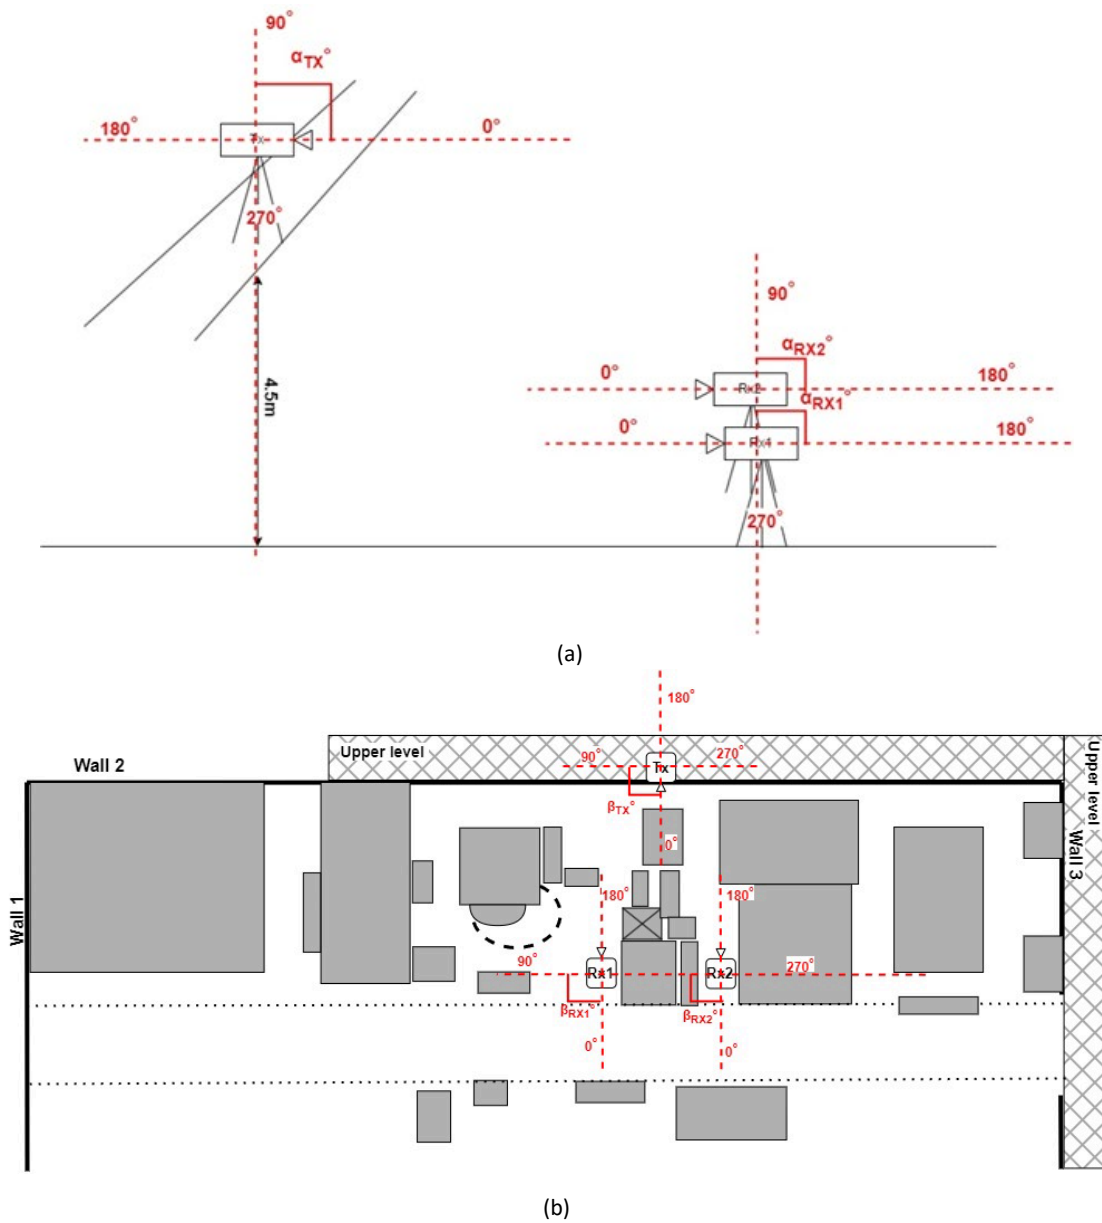 90°
αTX°
180°
Tx
0°
270°
4.5m
90°
αRX2°
0°
Rx2
180°
αRX1°
0°
Rx1
180°
270°
(a)
180°
Upper level
90°
270°
Tx
Wall 2
βTX°
0°
Upper level
Wall 3
180°
180°
Wall 1
90°
Rx1
Rx2
270°
βRX1°
βRX2°
0°
0°
(b)